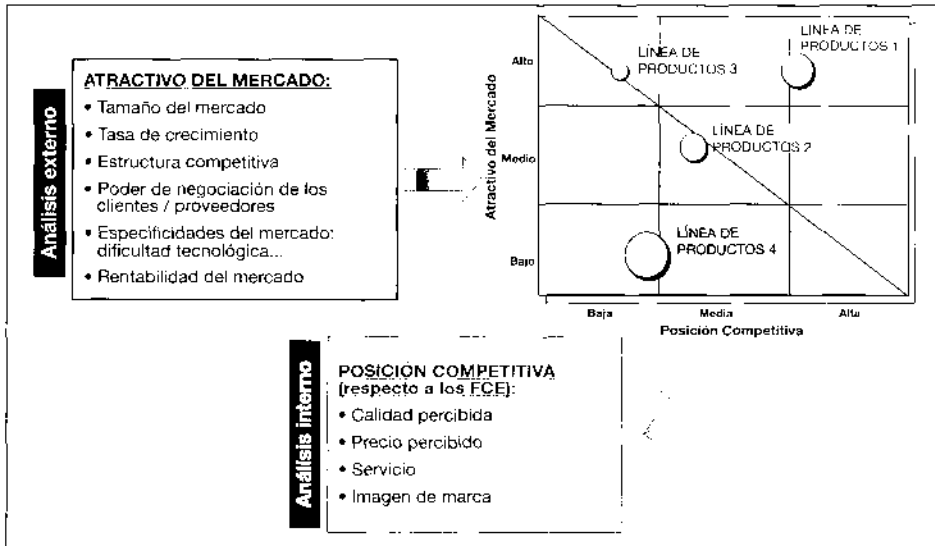 Análisis externo
ATRACTIVO DEL MERCADO:
• Tamaño del mercado
• Tasa de crecimiento
• Estructura competitiva
• Poder de negociación de los
clientes / proveedores
• Especificidades del mercado:
dificultad tecnológica...
• Rentabilidad del mercado
Atractivo del Mercado
Alto
Medio
Bajo
LÍNEA DE
PRODUCTOS 3
LÍNEA DE
PRODUCTOS 1
LÍNEA DE
PRODUCTOS 2
LÍNEA DE
PRODUCTOS 4
Baja
Media
Alta
Posición Competitiva
Análisis interno
POSICIÓN COMPETITIVA
(respecto a los FCE):
• Calidad percibida
• Precio percibido
• Servicio
• Imagen de marca